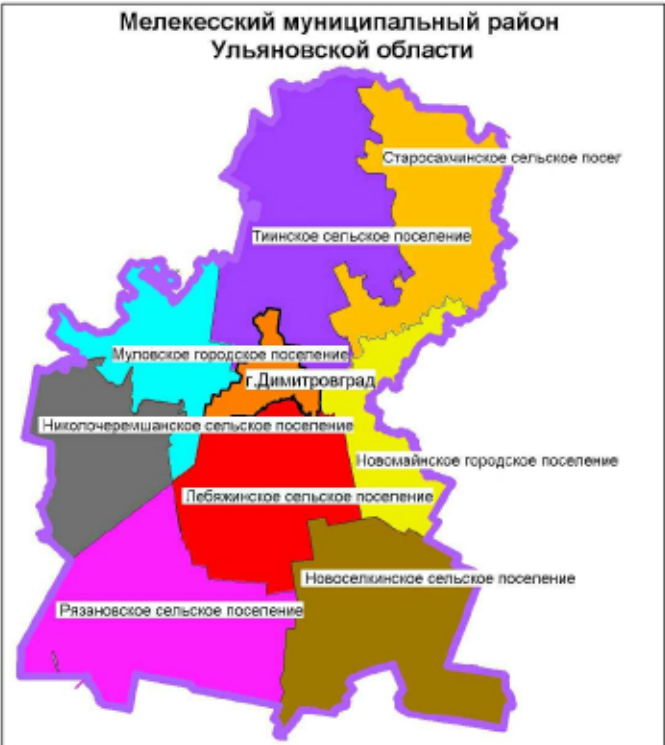 Мелекесский муниципальный район
Ульяновской области
Старосахчинское сельское посег
Тиинское сельское поселение
Муловское городское поселение
г.Димитровград
Николочеремшанское сельское поселение
Новомайнское городское поселение
Лебяжинское сельское поселение
Новоселкинское сельское поселение
Рязановское сельское поселение